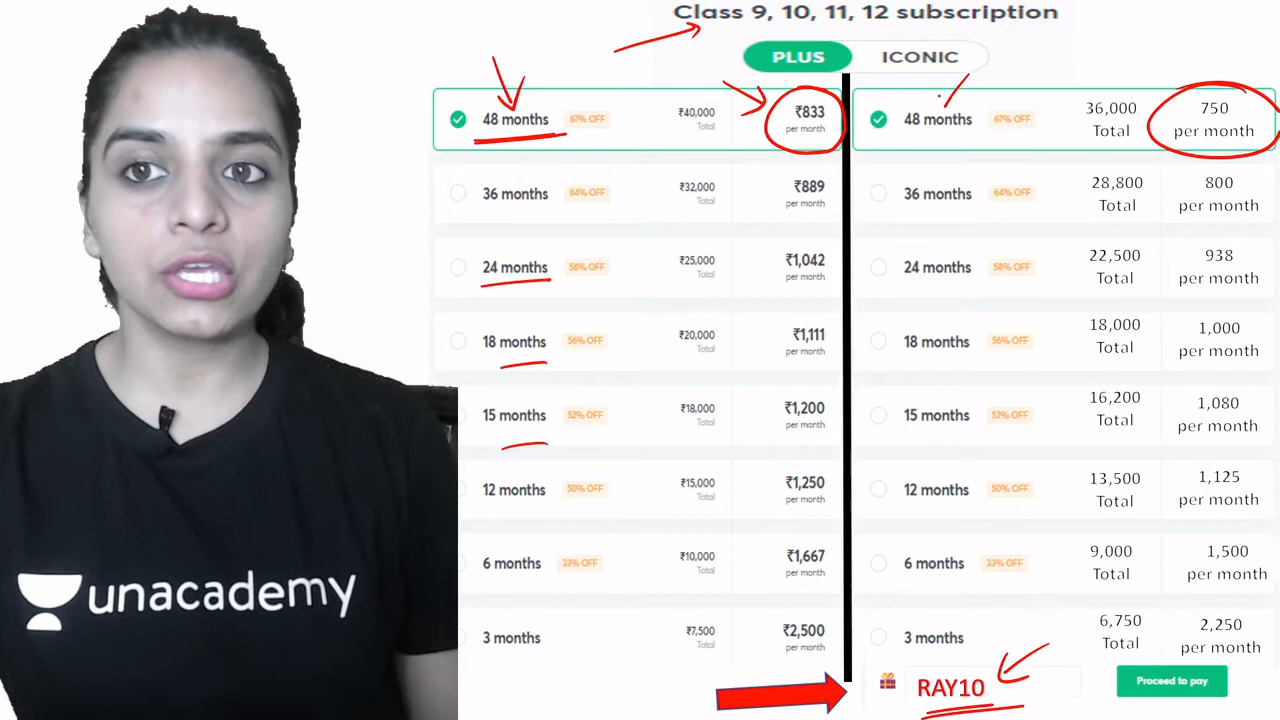 Class 9, 10, 11, 12 subscription
PLUS ICONIC
48 months 67% OFF ₹40,000 Total ₹833 per month
36 months 64% OFF ₹32,000 Total ₹889 per month
24 months 58% OFF ₹25,000 Total ₹1,042 per month
18 months 56% OFF ₹20,000 Total ₹1,111 per month
15 months 52% OFF ₹18,000 Total ₹1,200 per month
12 months 50% OFF ₹15,000 Total ₹1,250 per month
6 months 33% OFF ₹10,000 Total ₹1,667 per month
3 months ₹7,500 Total ₹2,500 per month
48 months 67% OFF 36,000 Total 750 per month
36 months 64% OFF 28,800 Total 800 per month
24 months 58% OFF 22,500 Total 938 per month
18 months 56% OFF 18,000 Total 1,000 per month
15 months 52% OFF 16,200 Total 1,080 per month
12 months 50% OFF 13,500 Total 1,125 per month
6 months 33% OFF 9,000 Total 1,500 per month
3 months 6,750 Total 2,250 per month
RAY10 Proceed to pay
unacademy